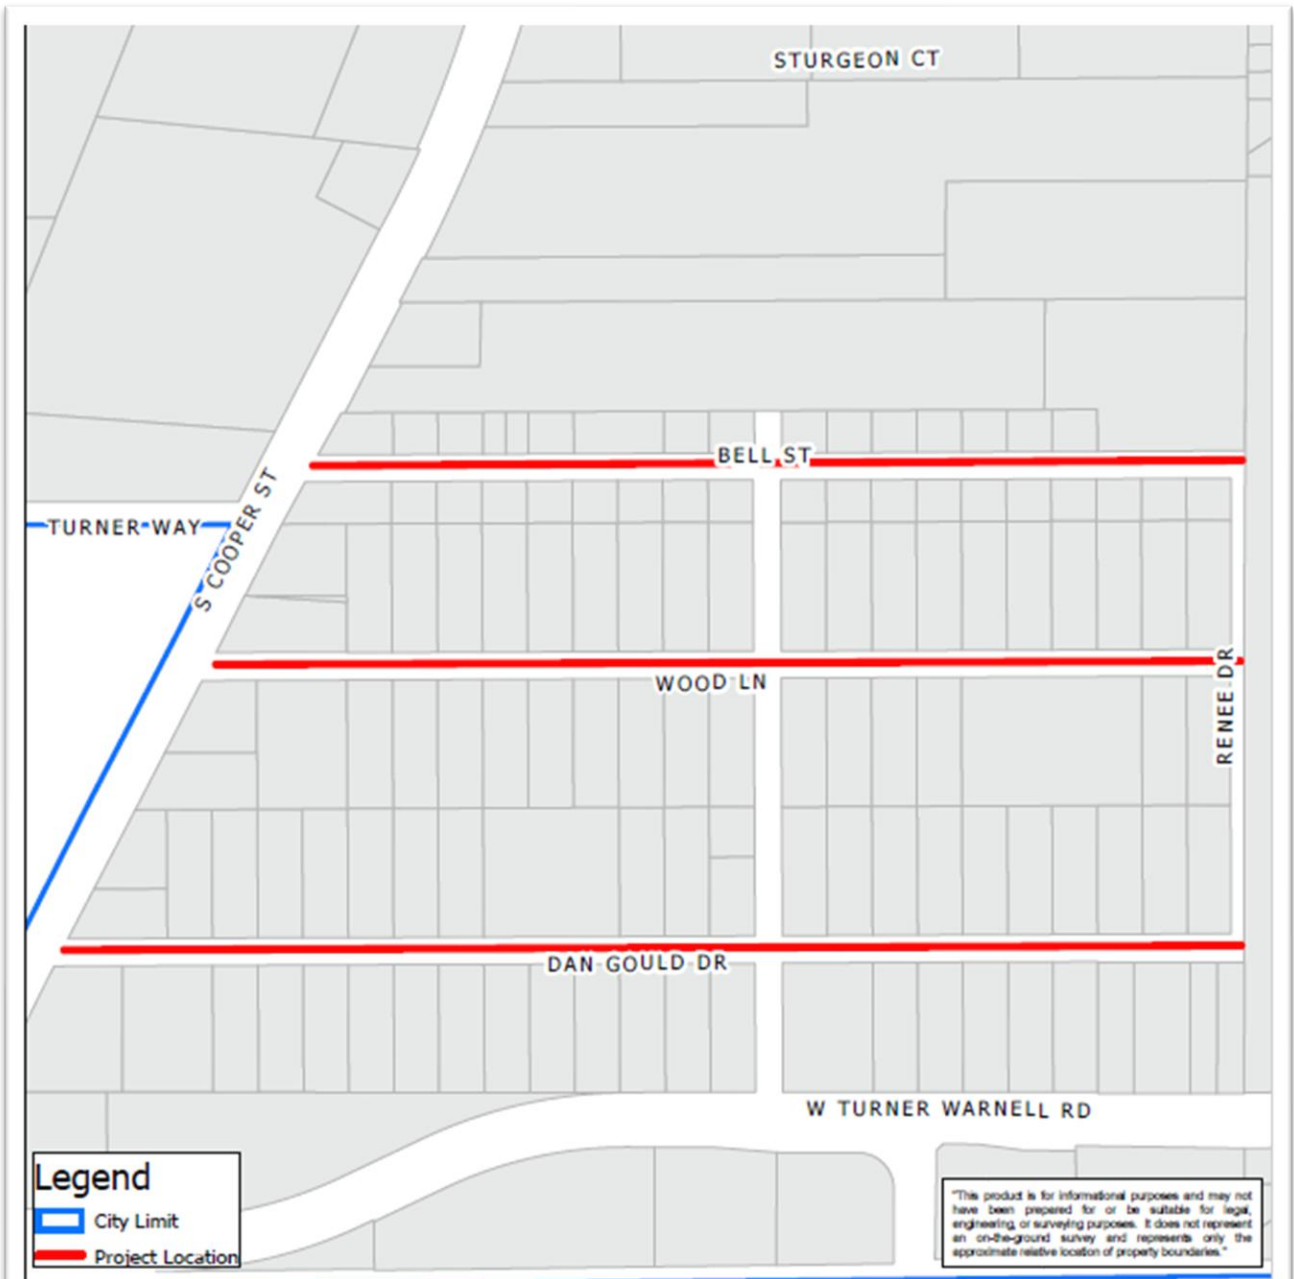 STURGEON CT
BELL ST
TURNER WAY
S COOPER ST
WOOD LN
RENEE DR
DAN GOULD DR
W TURNER WARNELL RD
Legend
City Limit
Project Location
"This product is for informational purposes and may not
have been prepared for or be suitable for legal,
engineering, or surveying purposes. It does not represent
an on-the-ground survey and represents only the
approximate relative location of property boundaries."